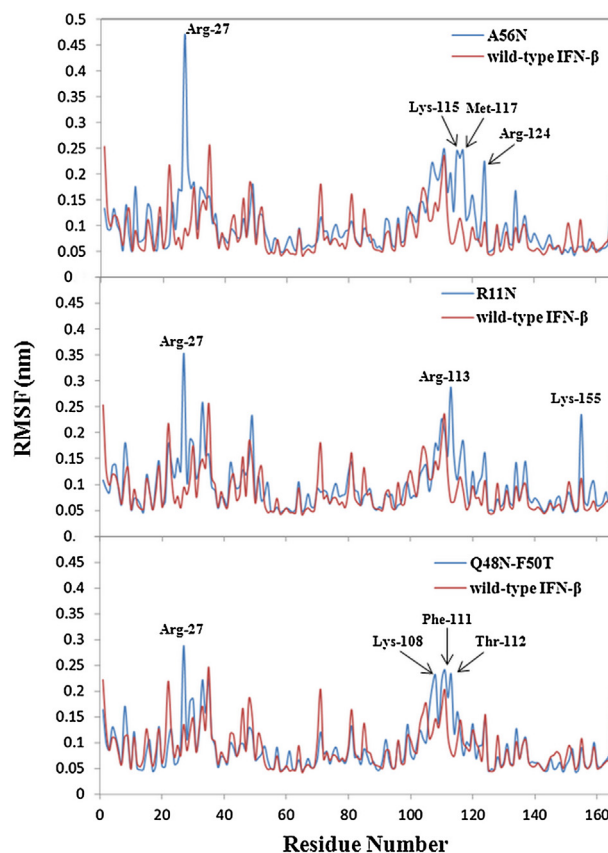 Arg-27
A56N
wild-type IFN-β
Lys-115
Met-117
Arg-124
0.5
0.45
0.4
0.35
0.3
0.25
0.2
0.15
0.1
0.05
0
R11N
wild-type IFN-β
Arg-27
Arg-113
Lys-155
0.45
0.4
0.35
0.3
0.25
0.2
0.15
0.1
0.05
0.
RMSF (nm)
Q48N-F50T
wild-type IFN-β
Arg-27
Phe-111
Lys-108
Thr-112
0.45
0.4
0.35
0.3
0.25
0.2
0.15
0.1
0.05
0
0 20 40 60 80 100 120 140 160
Residue Number